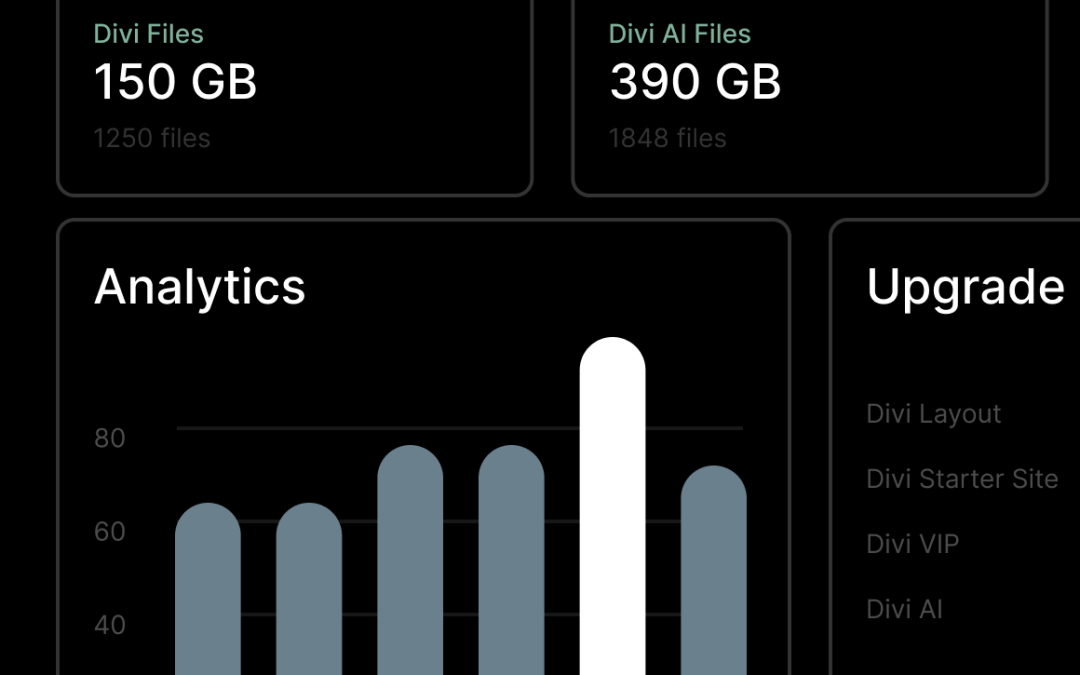 Divi Files
150 GB
1250 files
Divi AI Files
390 GB
1848 files
Analytics
80
60
40
Upgrade
Divi Layout
Divi Starter Site
Divi VIP
Divi AI